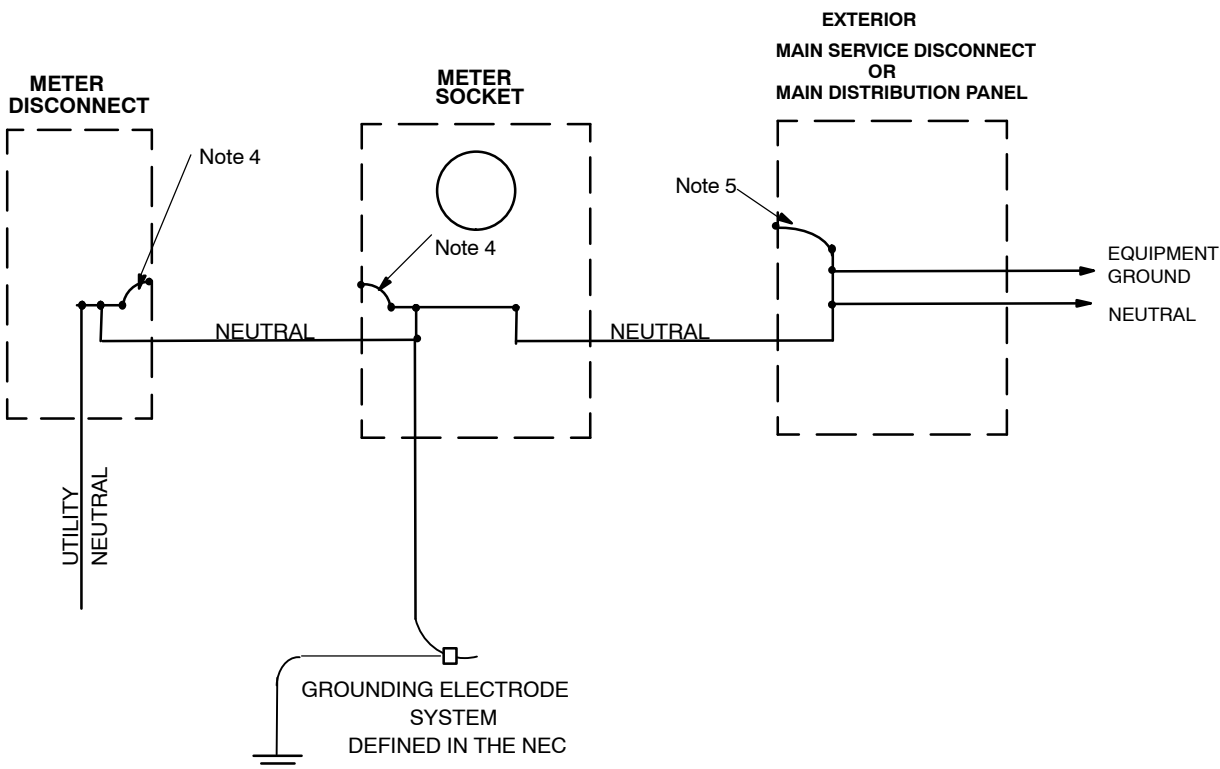 EXTERIOR
MAIN SERVICE DISCONNECT
OR
MAIN DISTRIBUTION PANEL
METER
DISCONNECT
METER
SOCKET
Note 4
Note 5
Note 4
EQUIPMENT
GROUND
NEUTRAL
NEUTRAL
NEUTRAL
UTILITY
NEUTRAL
GROUNDING ELECTRODE
SYSTEM
DEFINED IN THE NEC